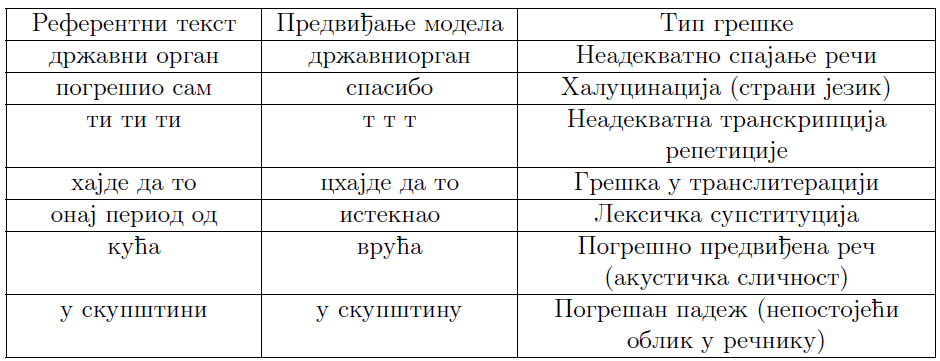 Референтни текст Предвиђање модела Тип грешке
државни орган државниорган Неадекватно спајање речи
погрешио сам спасибо Халуцинација (страни језик)
ти ти ти т т т Неадекватна транскрипција
репетиције
хајде да то цхајде да то Грешка у транслитерацији
онај период од истекнао Лексичка супституција
кућа врућа Погрешно предвиђена реч
(акустичка сличност)
у скупштини у скупштину Погрешан падеж (непостојећи
облик у речнику)